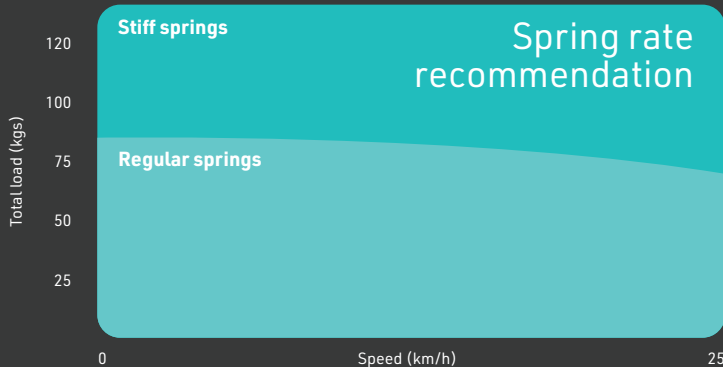 Stiff springs
Spring rate
recommendation
Regular springs
Total load (kgs)
120
100
75
50
25
0
Speed (km/h)
25